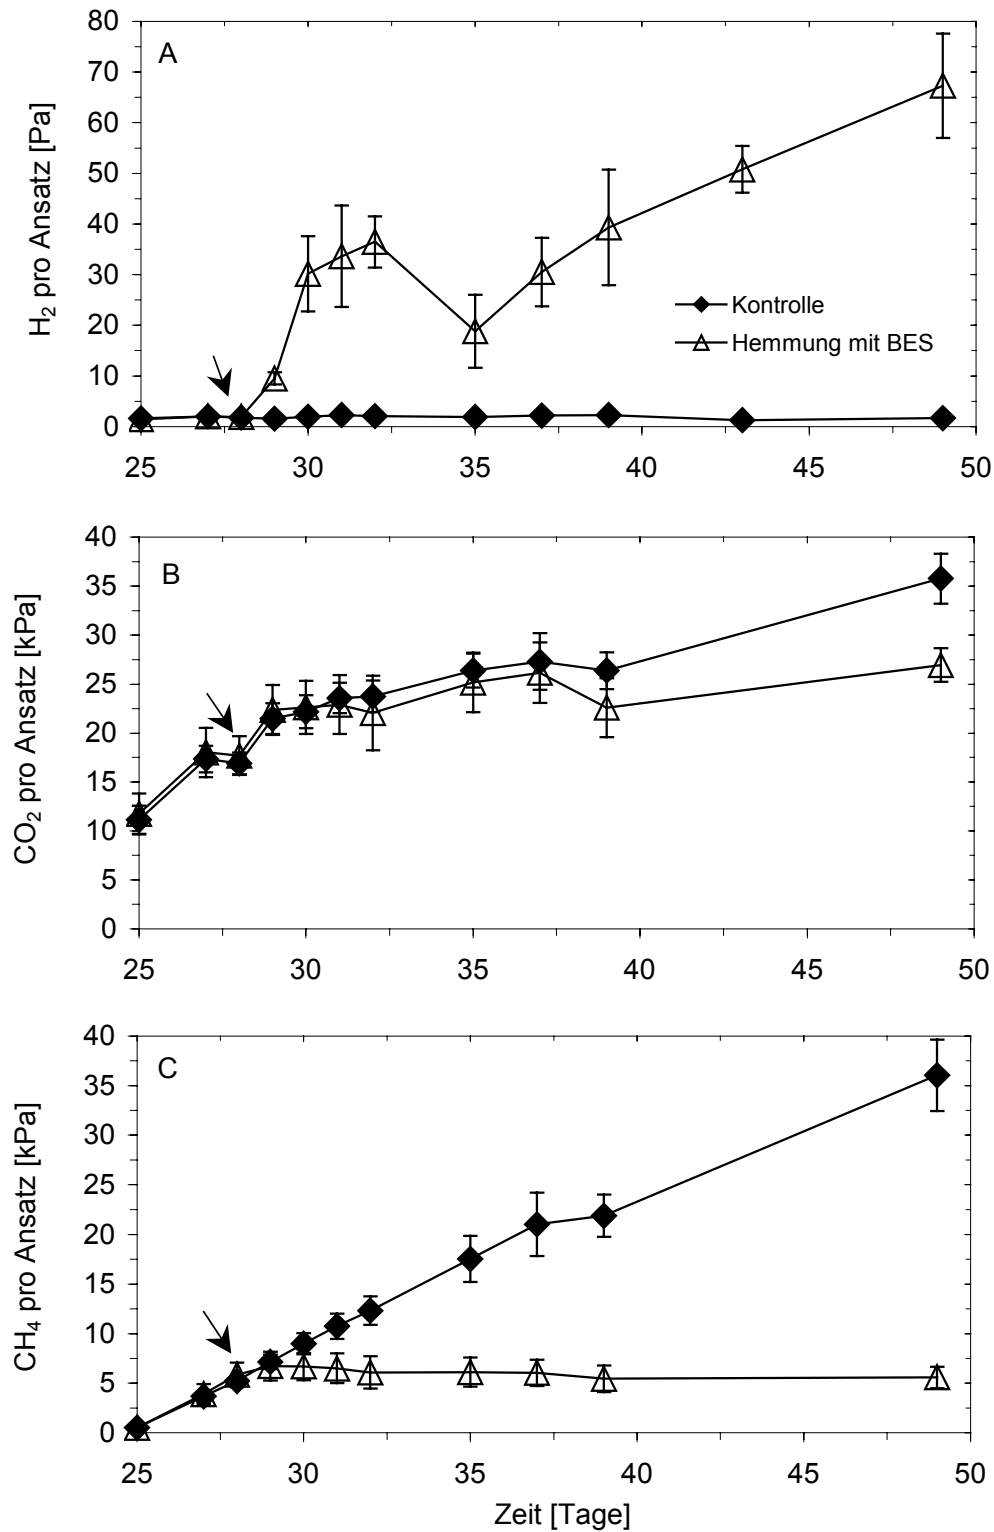 A
H₂ pro Ansatz [Pa]
80
70
60
50
40
30
20
10
0
Kontrolle
Hemmung mit BES
25 30 35 40 45 50
B
CO₂ pro Ansatz [kPa]
40
35
30
25
20
15
10
5
0
25 30 35 40 45 50
C
CH₄ pro Ansatz [kPa]
40
35
30
25
20
15
10
5
0
25 30 35 40 45 50
Zeit [Tage]